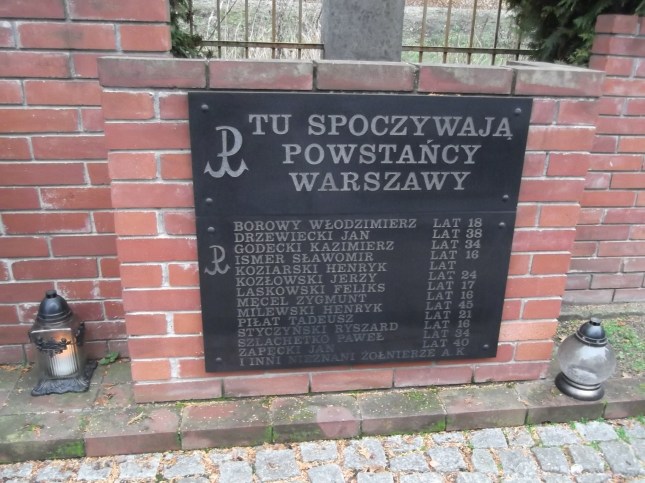 TU SPOCZYWAJĄ
POWSTAŃCY
WARSZAWY
BOROWY WŁODZIMIERZ LAT 18
DRZEWIECKI JAN LAT 38
GODECKI KAZIMIERZ LAT 34
ISMER SŁAWOMIR LAT 16
KOZIARSKI HENRYK LAT
KOZŁOWSKI JERZY LAT 24
LASKOWSKI FELIKS LAT 17
MĘCEL ZYGMUNT LAT 16
MILEWSKI HENRYK LAT 45
PIŁAT TADEUSZ LAT 21
STYCZYŃSKI RYSZARD LAT 16
SZLACHETKO PAWEŁ LAT 34
ZAPĘCKI JAN LAT 40
I INNI NIEZNANI ŻOŁNIERZE A.K